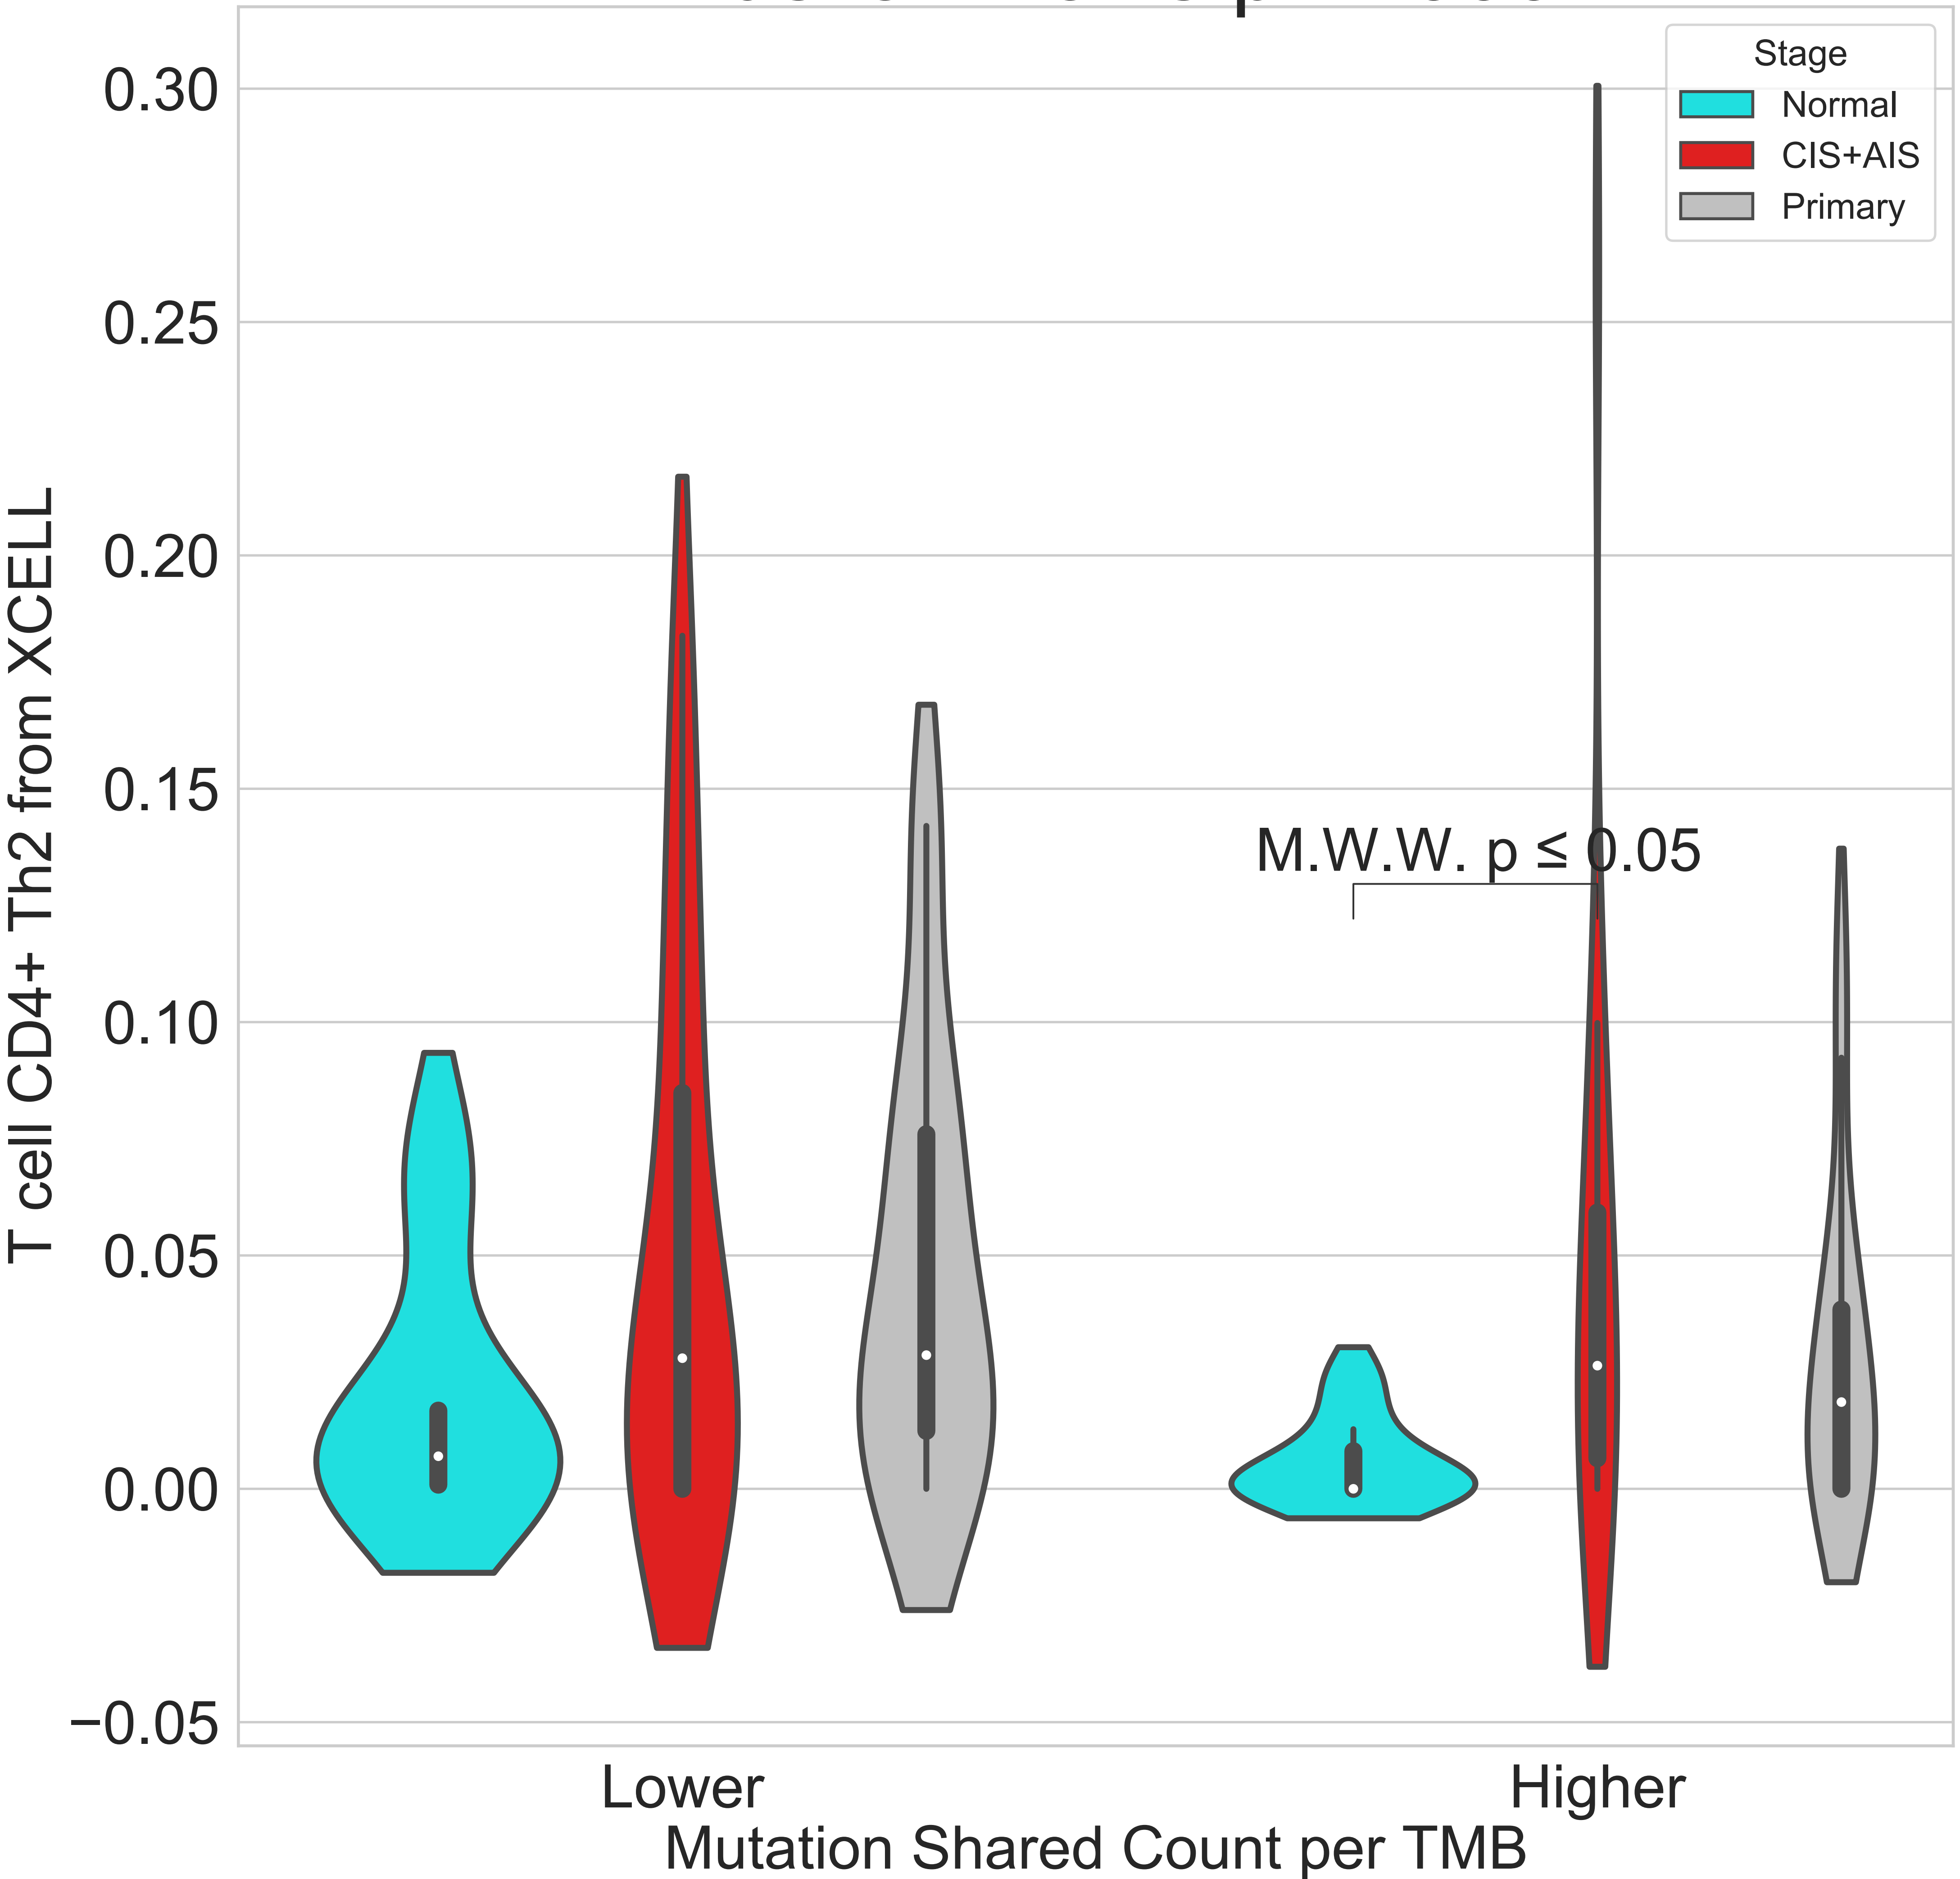 Stage
Normal
CIS+AIS
Primary
0.30
0.25
0.20
0.15
0.10
0.05
0.00
−0.05
T cell CD4+ Th2 from XCELL
M.W.W. p ≤ 0.05
Lower
Higher
Mutation Shared Count per TMB